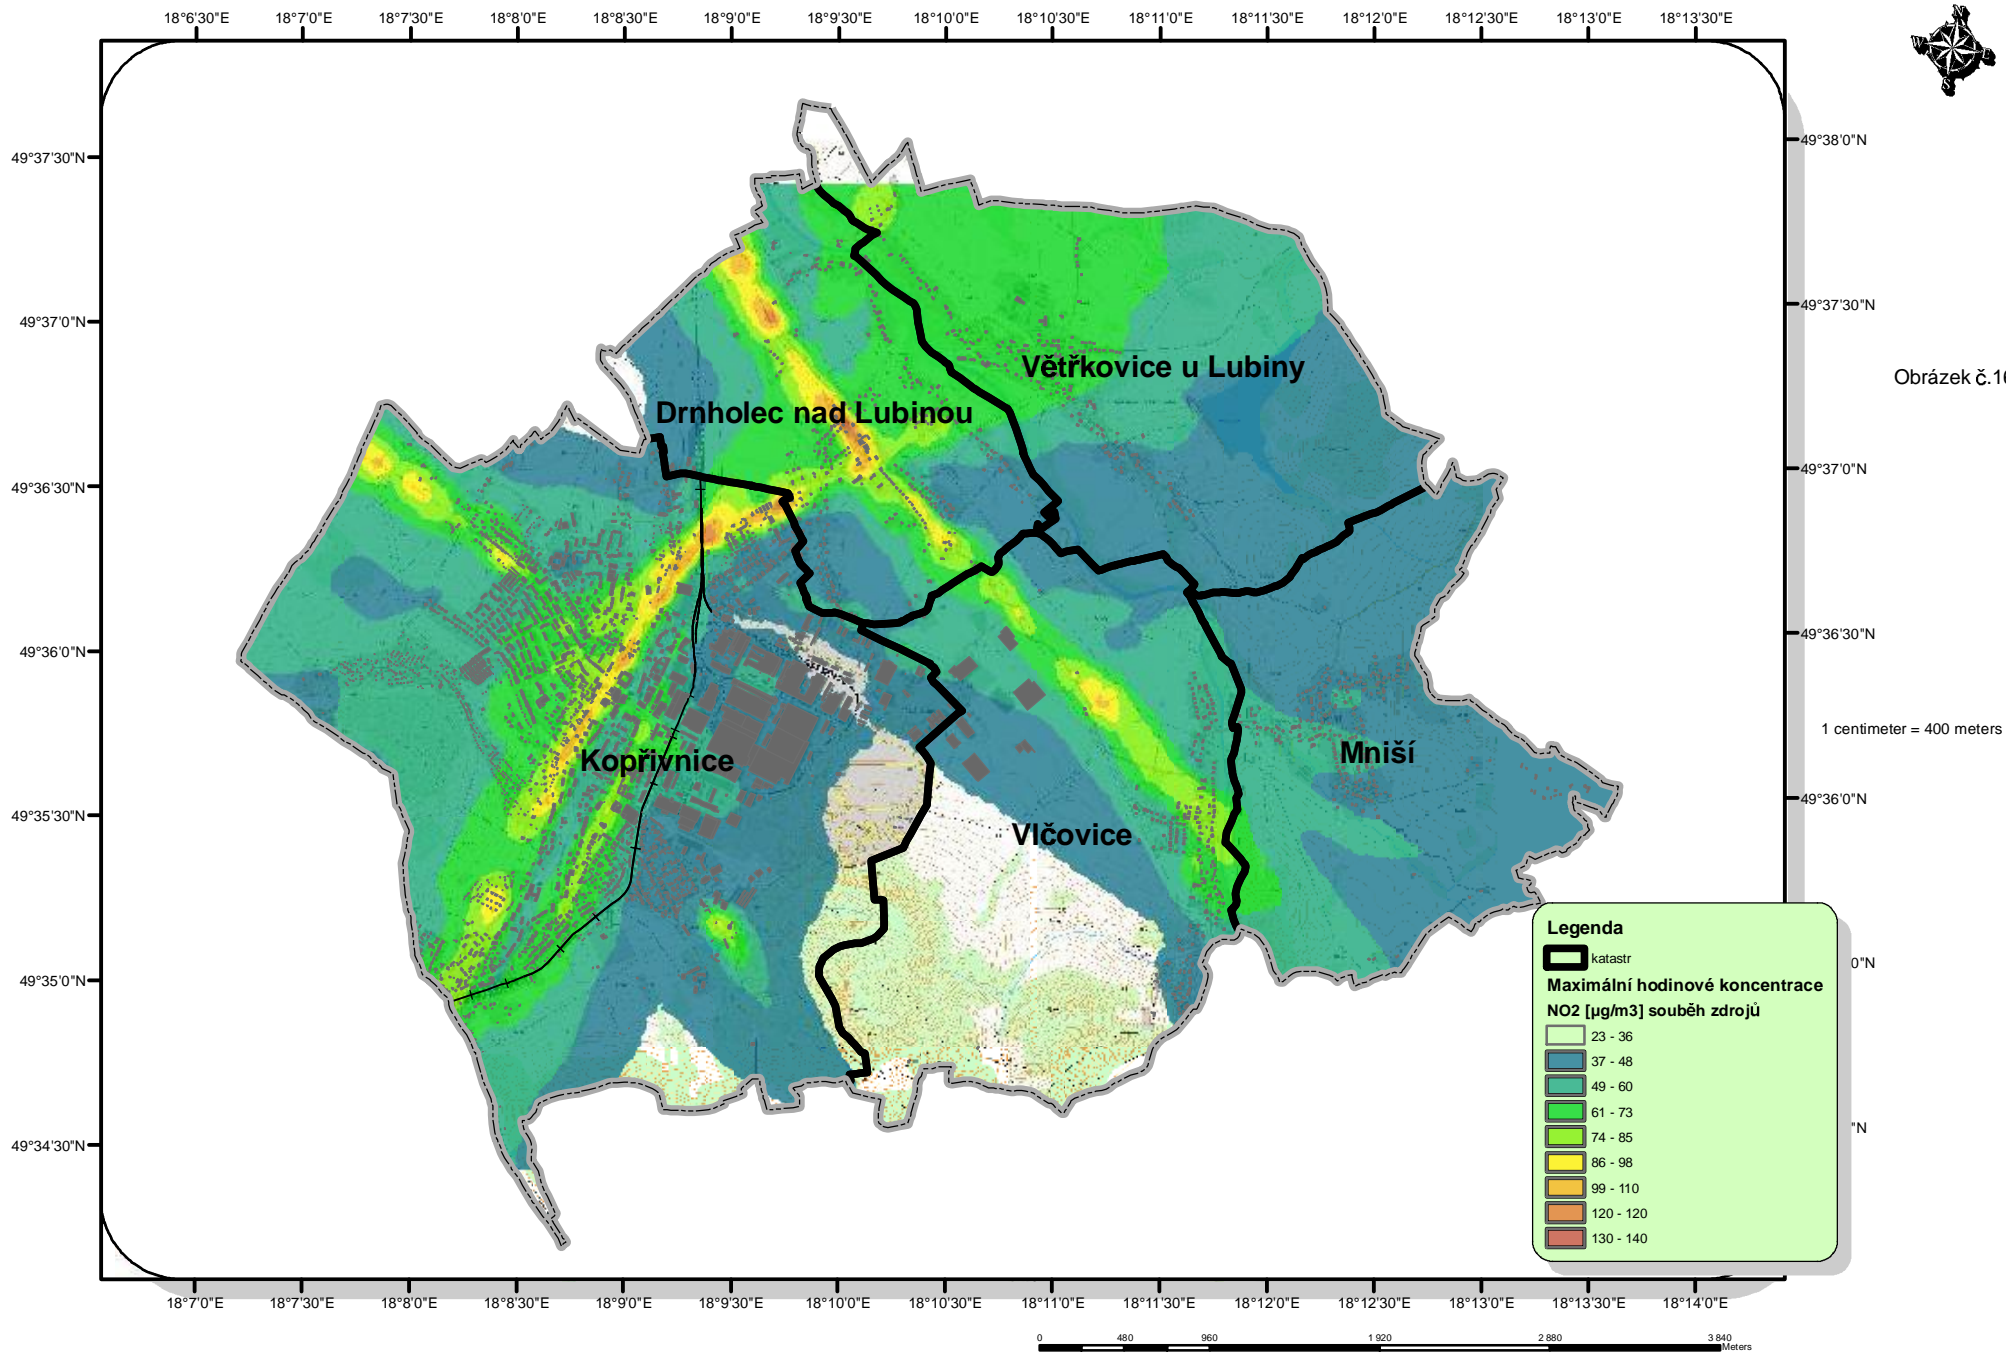 18°6'30"E 18°7'0"E 18°7'30"E 18°8'0"E 18°8'30"E 18°9'0"E 18°9'30"E 18°10'0"E 18°10'30"E 18°11'0"E 18°11'30"E 18°12'0"E 18°12'30"E 18°13'0"E 18°13'30"E
49°37'30"N
49°37'0"N
49°36'30"N
49°36'0"N
49°35'30"N
49°35'0"N
49°34'30"N
49°38'0"N
49°37'30"N
49°37'0"N
49°36'30"N
49°36'0"N
0"N
"N
Obrázek č.16
1 centimeter = 400 meters
Větřkovice u Lubiny
Drnholec nad Lubinou
Kopřivnice
Mniší
Vlčovice
Legenda
katastr
Maximální hodinové koncentrace
NO2 [µg/m3] souběh zdrojů
23 - 36
37 - 48
49 - 60
61 - 73
74 - 85
86 - 98
99 - 110
120 - 120
130 - 140
18°7'0"E 18°7'30"E 18°8'0"E 18°8'30"E 18°9'0"E 18°9'30"E 18°10'0"E 18°10'30"E 18°11'0"E 18°11'30"E 18°12'0"E 18°12'30"E 18°13'0"E 18°13'30"E 18°14'0"E
0 480 960 1 920 2 880 3 840
Meters